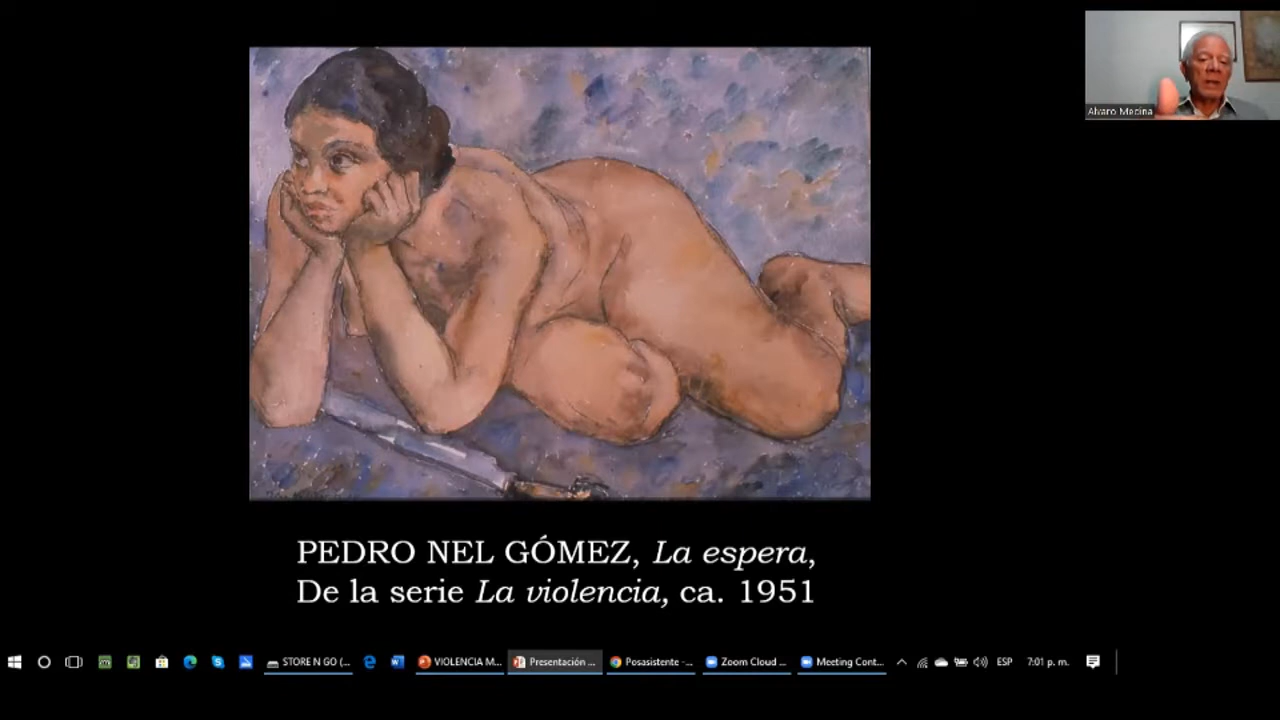 Alvaro Medina
PEDRO NEL GÓMEZ, La espera,
De la serie La violencia, ca. 1951
STORE N GO (...
VIOLENCIA M...
Presentación ...
Posasistente -...
Zoom Cloud ...
Meeting Cont...
ESP
7:01 p. m.